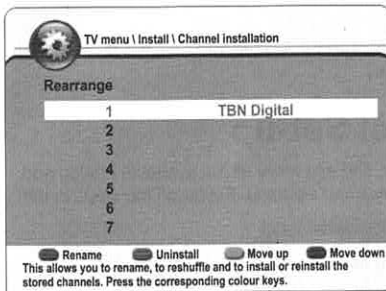 TV menu \ Install \ Channel installation
Rearrange
1 TBN Digital
2
3
4
5
6
7
Rename Uninstall Move up Move down
This allows you to rename, to reshuffle and to install or reinstall the
stored channels. Press the corresponding colour keys.